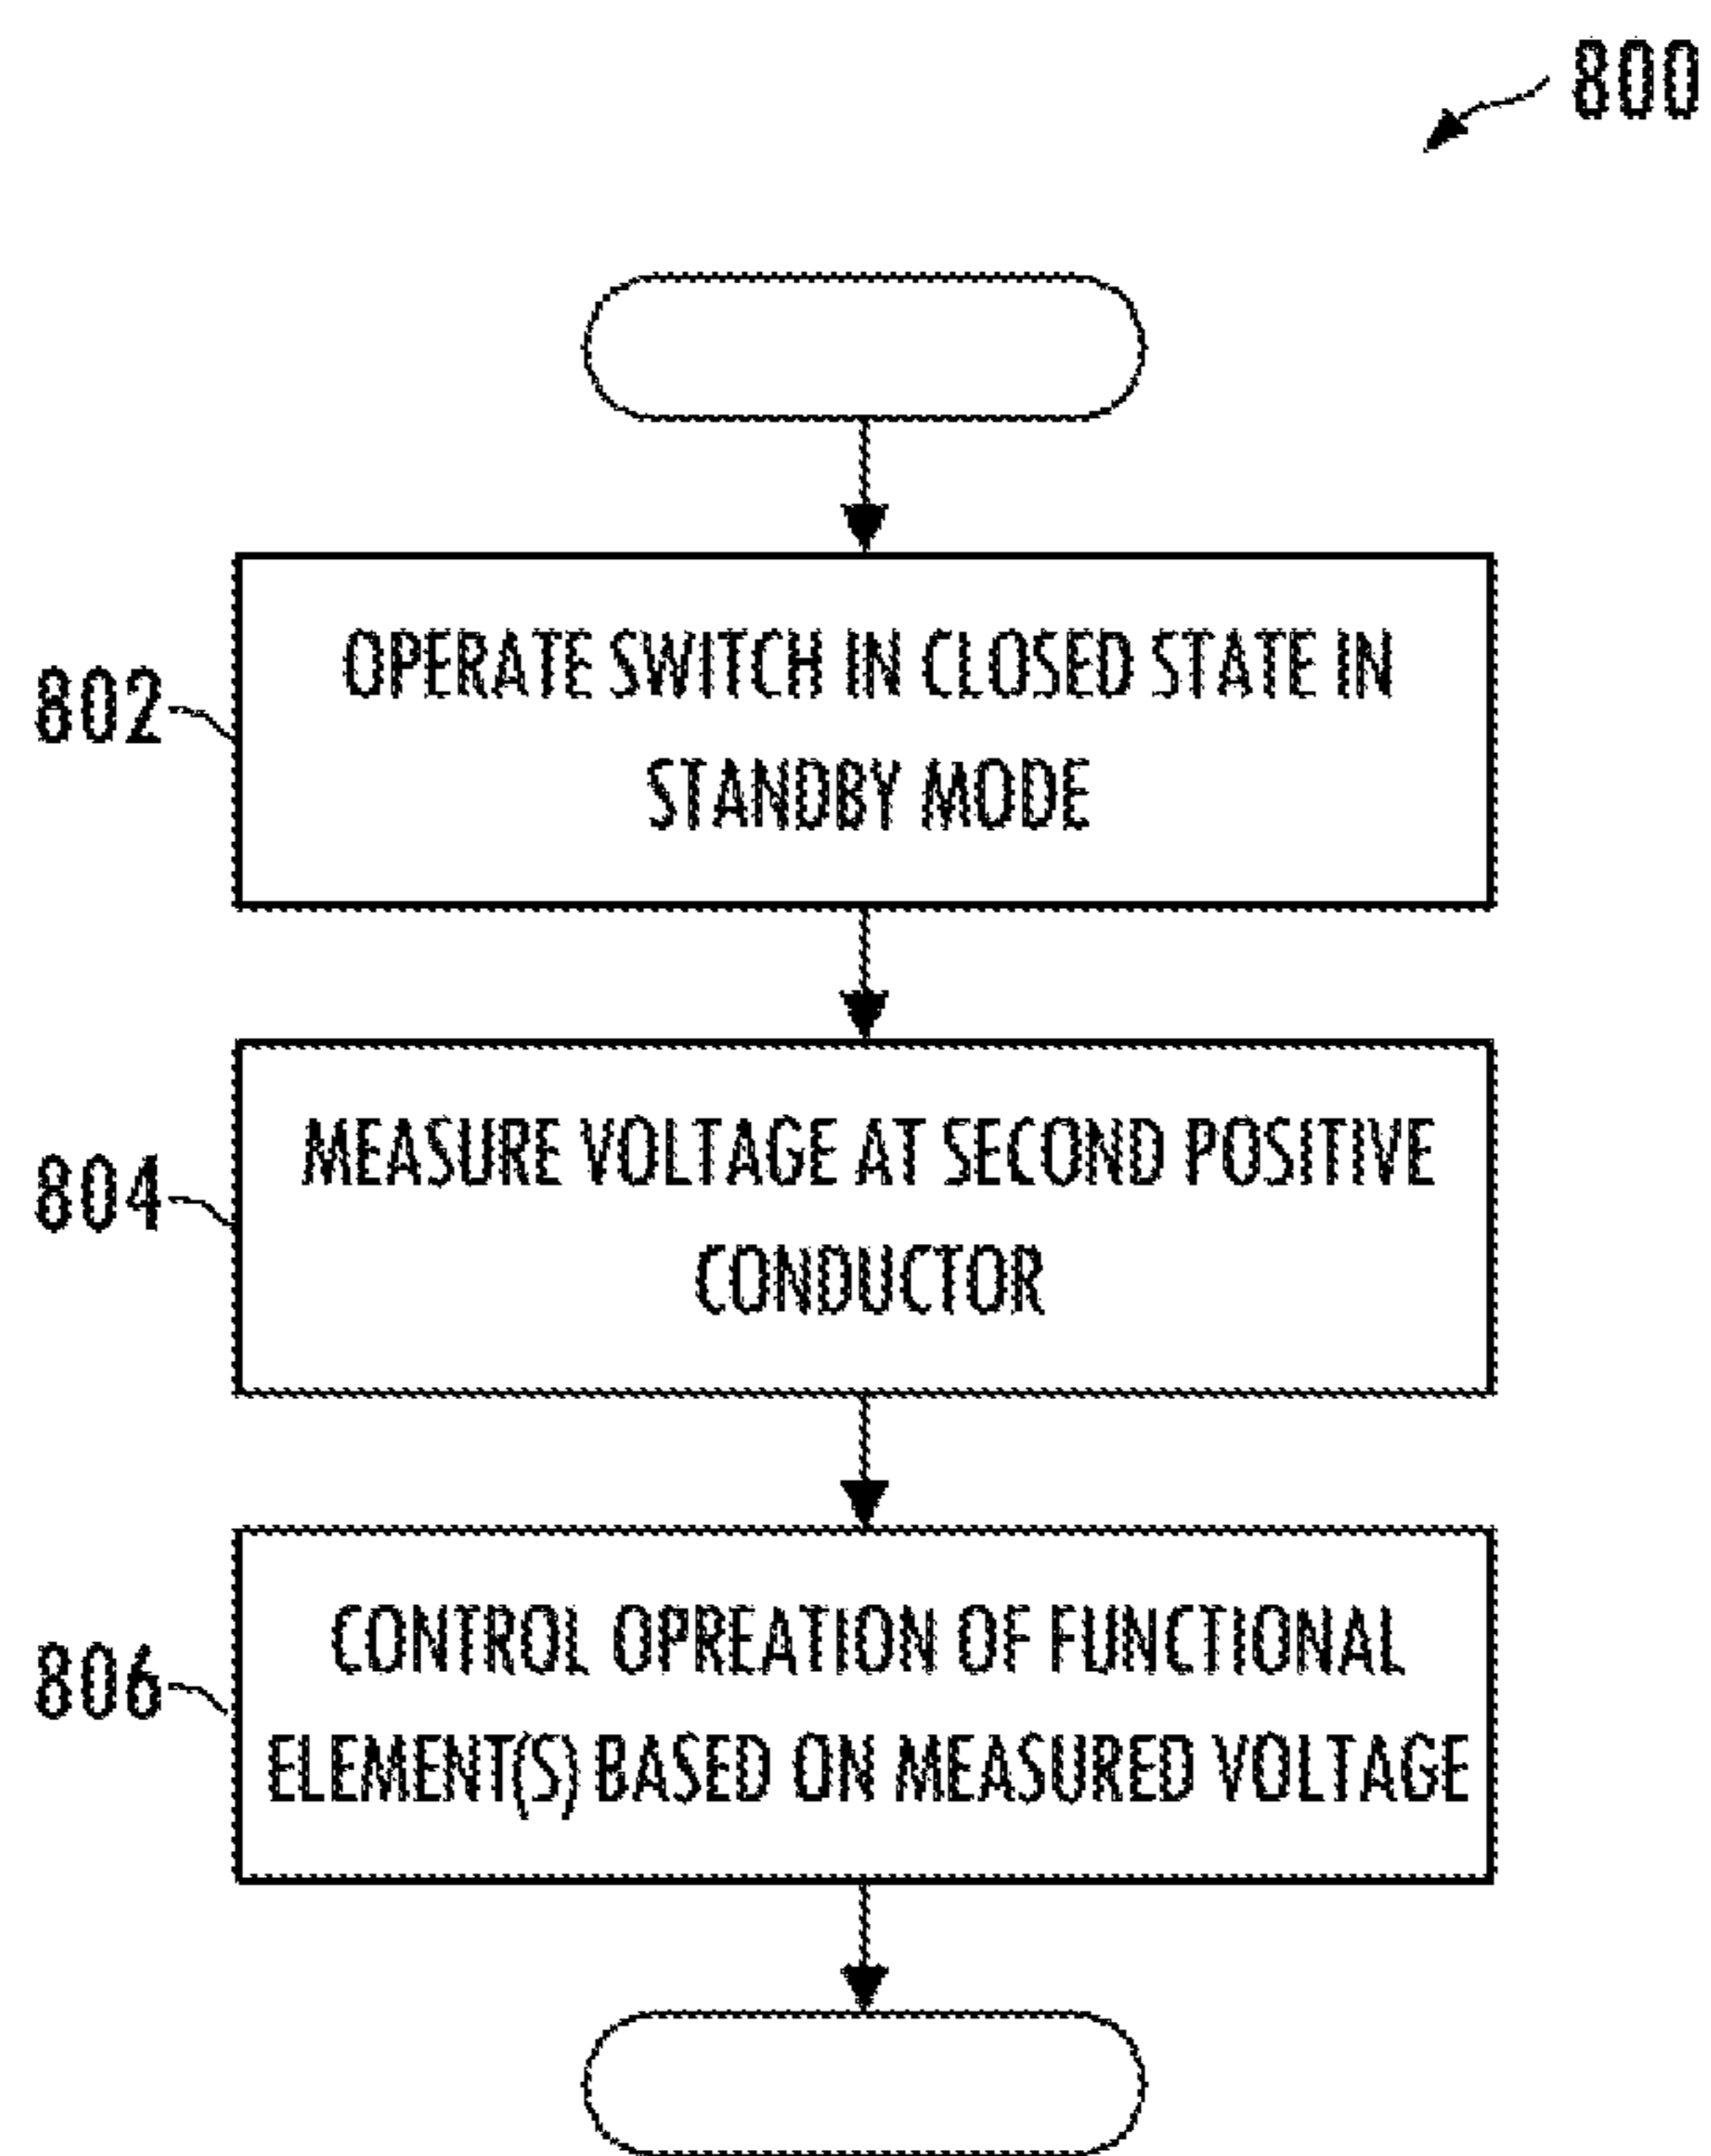 800
802
OPERATE SWITCH IN CLOSED STATE IN
STANDBY MODE
804
MEASURE VOLTAGE AT SECOND POSITIVE
CONDUCTOR
806
CONTROL OPREATION OF FUNCTIONAL
ELEMENT(S) BASED ON MEASURED VOLTAGE